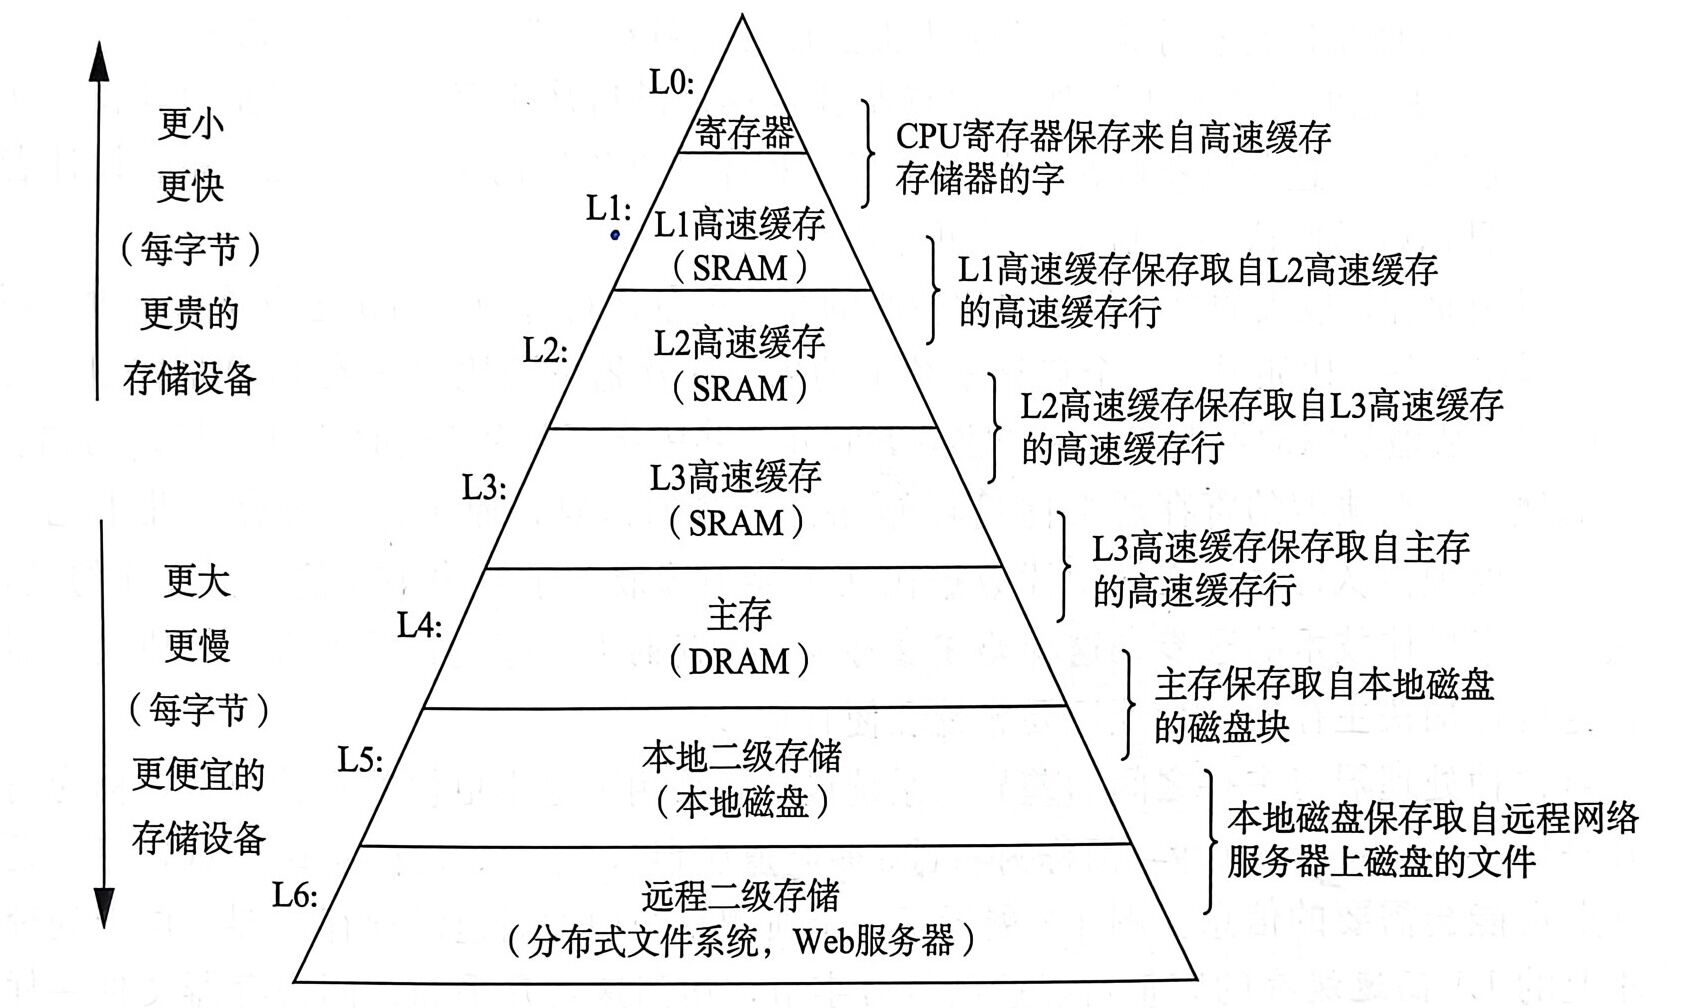 更小
更快
（每字节）
更贵的
存储设备
更大
更慢
（每字节）
更便宜的
存储设备
L0:
寄存器
CPU寄存器保存来自高速缓存
存储器的字
L1:
L1高速缓存
（SRAM）
L1高速缓存保存取自L2高速缓存
的高速缓存行
L2:
L2高速缓存
（SRAM）
L2高速缓存保存取自L3高速缓存
的高速缓存行
L3:
L3高速缓存
（SRAM）
L3高速缓存保存取自主存
的高速缓存行
L4:
主存
（DRAM）
主存保存取自本地磁盘
的磁盘块
L5:
本地二级存储
（本地磁盘）
本地磁盘保存取自远程网络
服务器上磁盘的文件
L6:
远程二级存储
（分布式文件系统，Web服务器）